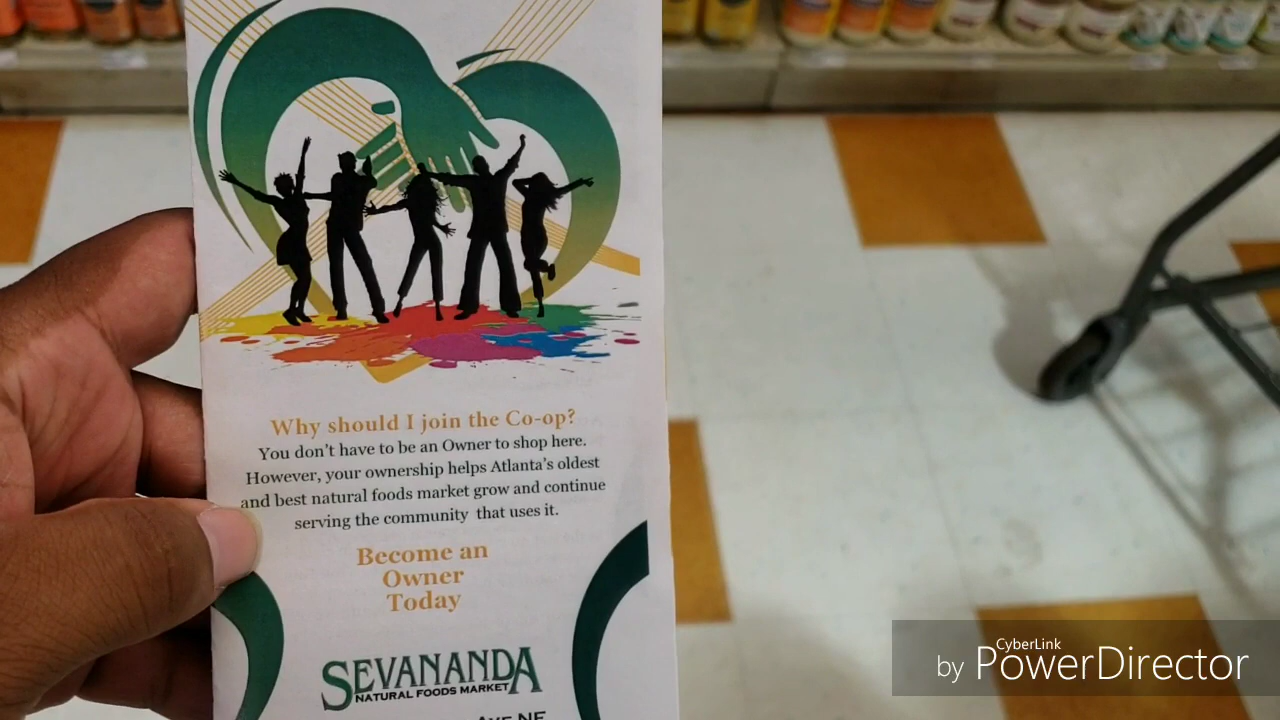 Why should I join the Co-op?
You don't have to be an Owner to shop here.
However, your ownership helps Atlanta's oldest
and best natural foods market grow and continue
serving the community that uses it.
Become an
Owner
Today
SEVANANDA
NATURAL FOODS MARKET
AVE NE
CyberLink
by PowerDirector